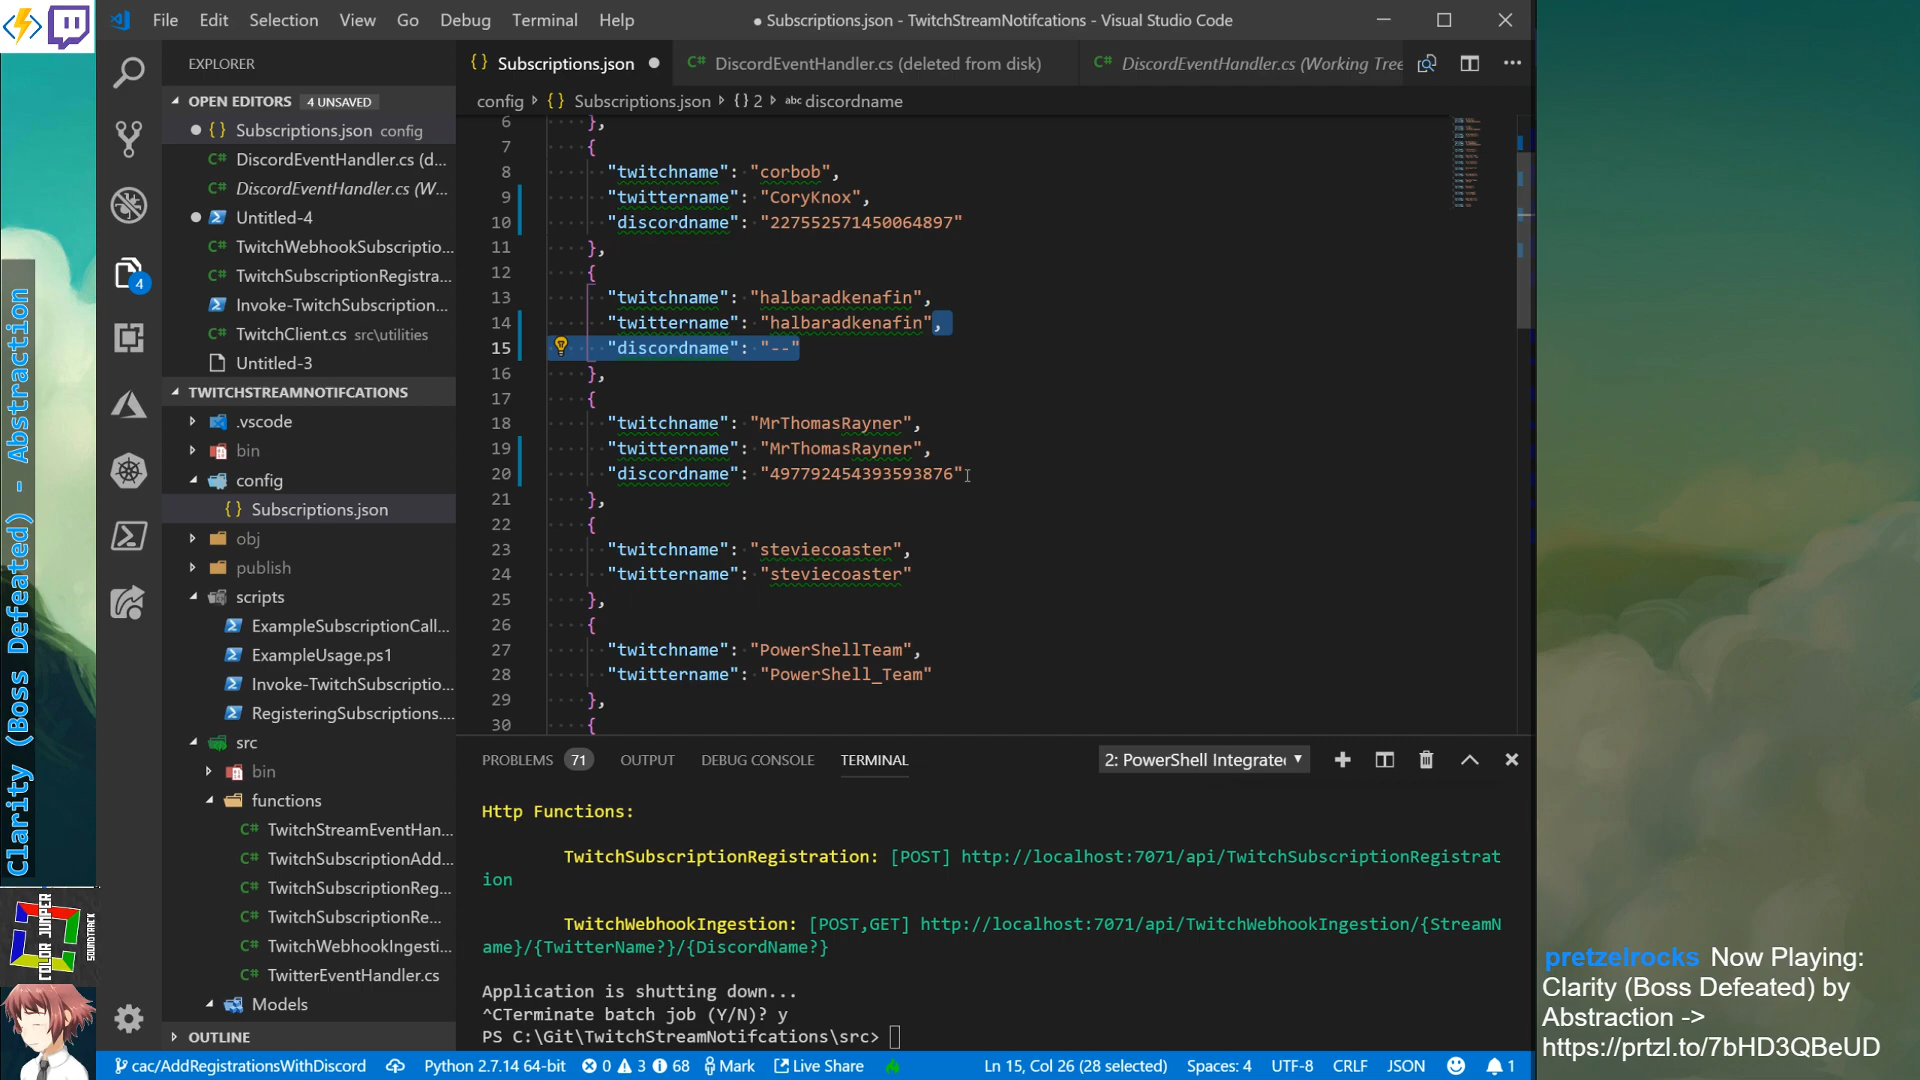 File Edit Selection View Go Debug Terminal Help
● Subscriptions.json - TwitchStreamNotifcations - Visual Studio Code
EXPLORER
OPEN EDITORS 4 UNSAVED
Subscriptions.json config
DiscordEventHandler.cs (d...
DiscordEventHandler.cs (W...
Untitled-4
TwitchWebhookSubscriptio...
TwitchSubscriptionRegistra...
Invoke-TwitchSubscription...
TwitchClient.cs src\utilities
Untitled-3
TWITCHSTREAMNOTIFCATIONS
.vscode
bin
config
Subscriptions.json
obj
publish
scripts
ExampleSubscriptionCall...
ExampleUsage.ps1
Invoke-TwitchSubscriptio...
RegisteringSubscriptions....
src
bin
functions
TwitchStreamEventHan...
TwitchSubscriptionAdd...
TwitchSubscriptionReg...
TwitchSubscriptionRe...
TwitchWebhookIngesti...
TwitterEventHandler.cs
Models
OUTLINE
4
Subscriptions.json
DiscordEventHandler.cs (deleted from disk)
DiscordEventHandler.cs (Working Tree
config > {} Subscriptions.json > {} 2 > abc discordname
6 },
7 {
8 "twitchname": "corbob",
9 "twittername": "CoryKnox",
10 "discordname": "227552571450064897"
11 },
12 {
13 "twitchname": "halbaradkenafin",
14 "twittername": "halbaradkenafin",
15 "discordname": "--"
16 },
17 {
18 "twitchname": "MrThomasRayner",
19 "twittername": "MrThomasRayner",
20 "discordname": "497792454393593876"
21 },
22 {
23 "twitchname": "steviecoaster",
24 "twittername": "steviecoaster"
25 },
26 {
27 "twitchname": "PowerShellTeam",
28 "twittername": "PowerShell_Team"
29 },
30 {
PROBLEMS 71 OUTPUT DEBUG CONSOLE TERMINAL 2: PowerShell Integrate
Http Functions:
TwitchSubscriptionRegistration: [POST] http://localhost:7071/api/TwitchSubscriptionRegistrat
ion
TwitchWebhookIngestion: [POST,GET] http://localhost:7071/api/TwitchWebhookIngestion/{StreamN
ame}/{TwitterName?}/{DiscordName?}
Application is shutting down...
^CTerminate batch job (Y/N)? y
PS C:\Git\TwitchStreamNotifcations\src>
cac/AddRegistrationsWithDiscord Python 2.7.14 64-bit 0 3 68 Mark Live Share Ln 15, Col 26 (28 selected) Spaces: 4 UTF-8 CRLF JSON 1
Clarity (Boss Defeated) - Abstraction
COLOR JUMPER
SOUNDTRACK
pretzelrocks Now Playing:
Clarity (Boss Defeated) by
Abstraction ->
https://prtzl.to/7bHD3QBeUD